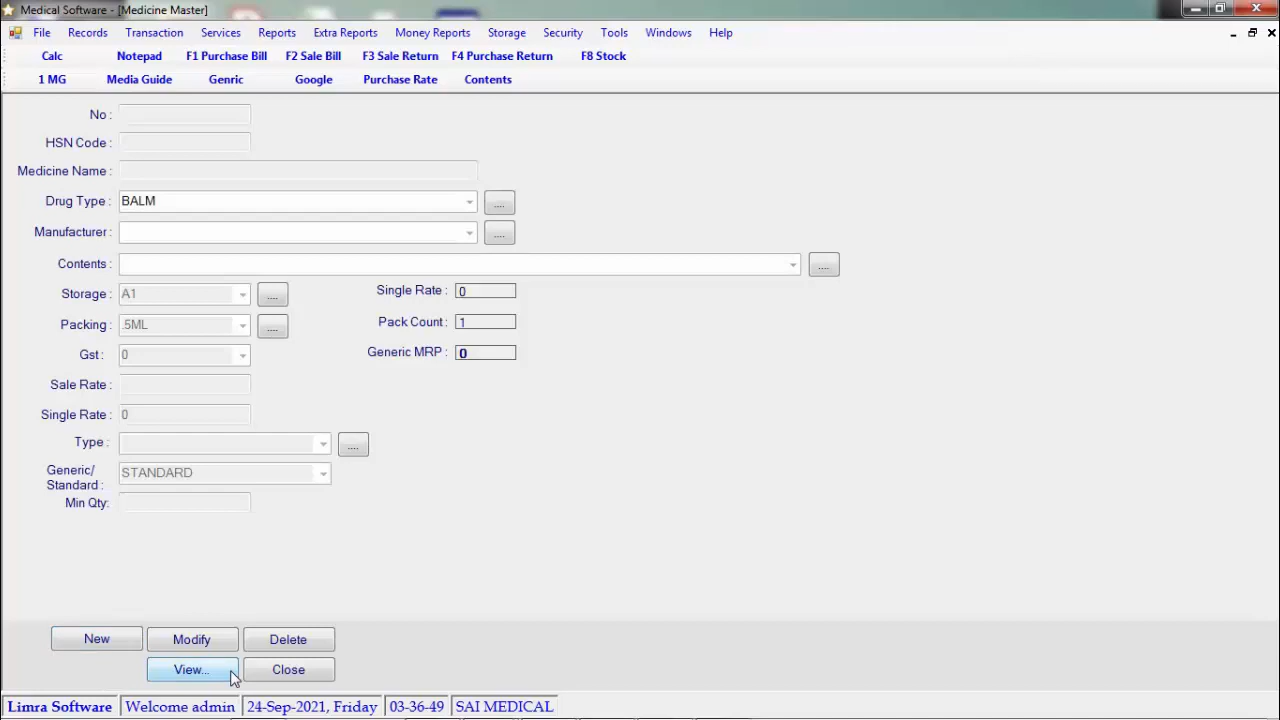 Medical Software - [Medicine Master]
File Records Transaction Services Reports Extra Reports Money Reports Storage Security Tools Windows Help
Calc Notepad F1 Purchase Bill F2 Sale Bill F3 Sale Return F4 Purchase Return F8 Stock
1 MG Media Guide Genric Google Purchase Rate Contents
No :
HSN Code :
Medicine Name :
Drug Type : BALM ....
Manufacturer : ....
Contents : ....
Storage : A1 .... Single Rate : 0
Packing : .5ML .... Pack Count : 1
Gst : 0 Generic MRP : 0
Sale Rate :
Single Rate : 0
Type : ....
Generic/
Standard : STANDARD
Min Qty:
New Modify Delete
View... Close
Limra Software Welcome admin 24-Sep-2021, Friday 03-36-49 SAI MEDICAL